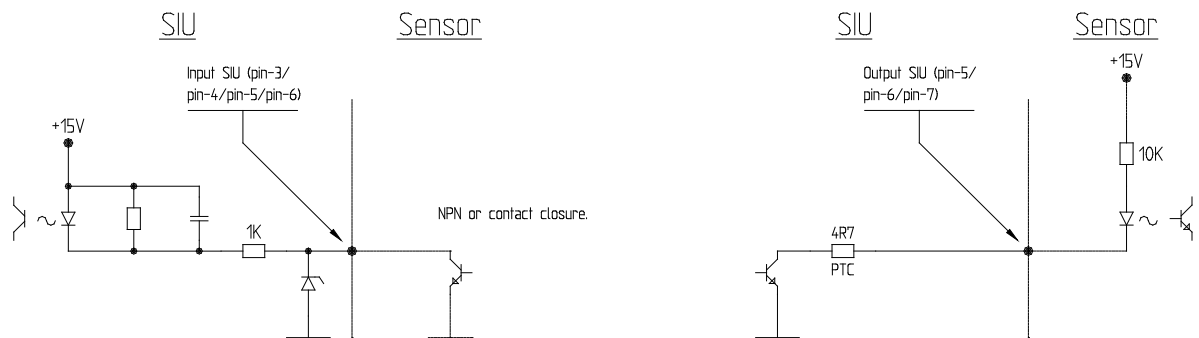 SIU
Sensor
Input SIU (pin-3/
pin-4/pin-5/pin-6)
+15V
1K
NPN or contact closure.
SIU
Sensor
Output SIU (pin-5/
pin-6/pin-7)
+15V
10K
4R7
PTC